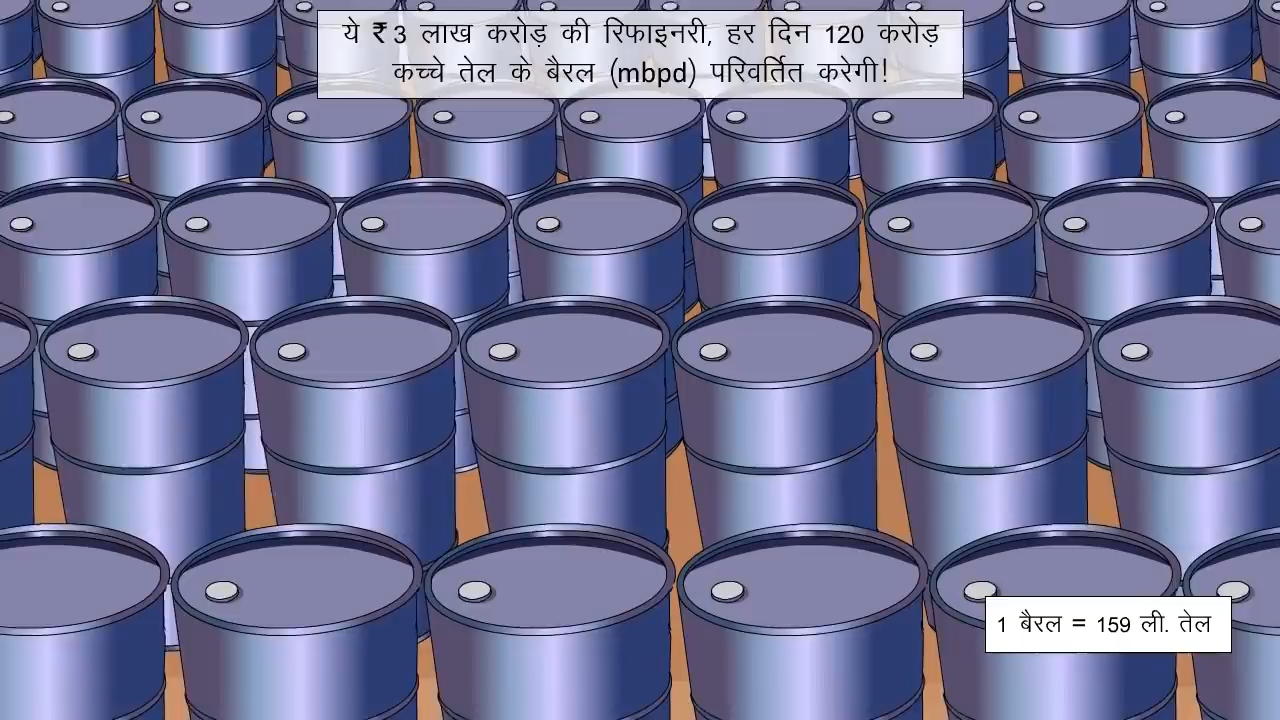 ये ₹ 3 लाख करोड़ की रिफाइनरी, हर दिन 120 करोड़
कच्चे तेल के बैरल (mbpd) परिवर्तित करेगी!
1 बैरल = 159 ली. तेल